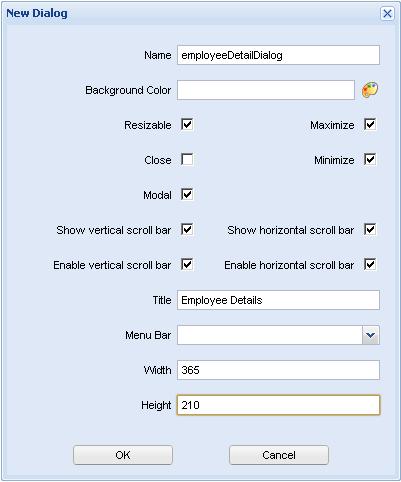 New Dialog
Name employeeDetailDialog
Background Color
Resizable Maximize
Close Minimize
Modal
Show vertical scroll bar Show horizontal scroll bar
Enable vertical scroll bar Enable horizontal scroll bar
Title Employee Details
Menu Bar
Width 365
Height 210
OK Cancel